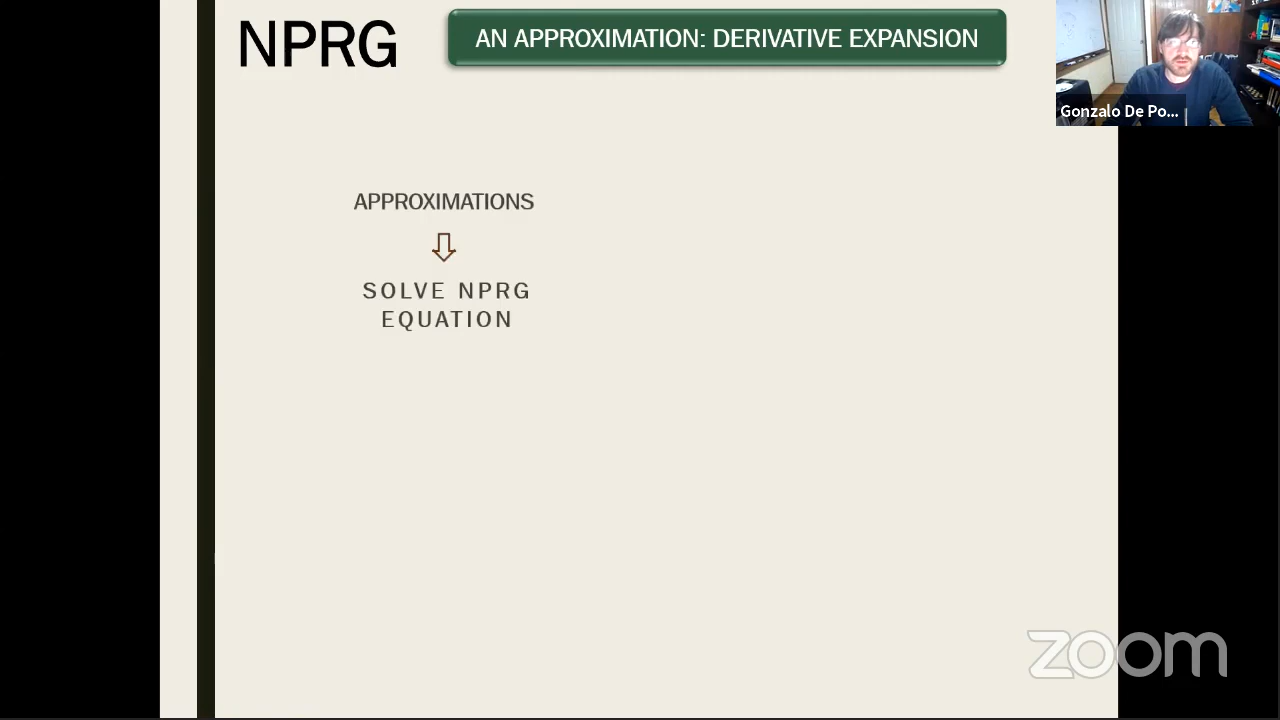 NPRG
AN APPROXIMATION: DERIVATIVE EXPANSION
Gonzalo De Po...
APPROXIMATIONS
SOLVE NPRG
EQUATION
zoom